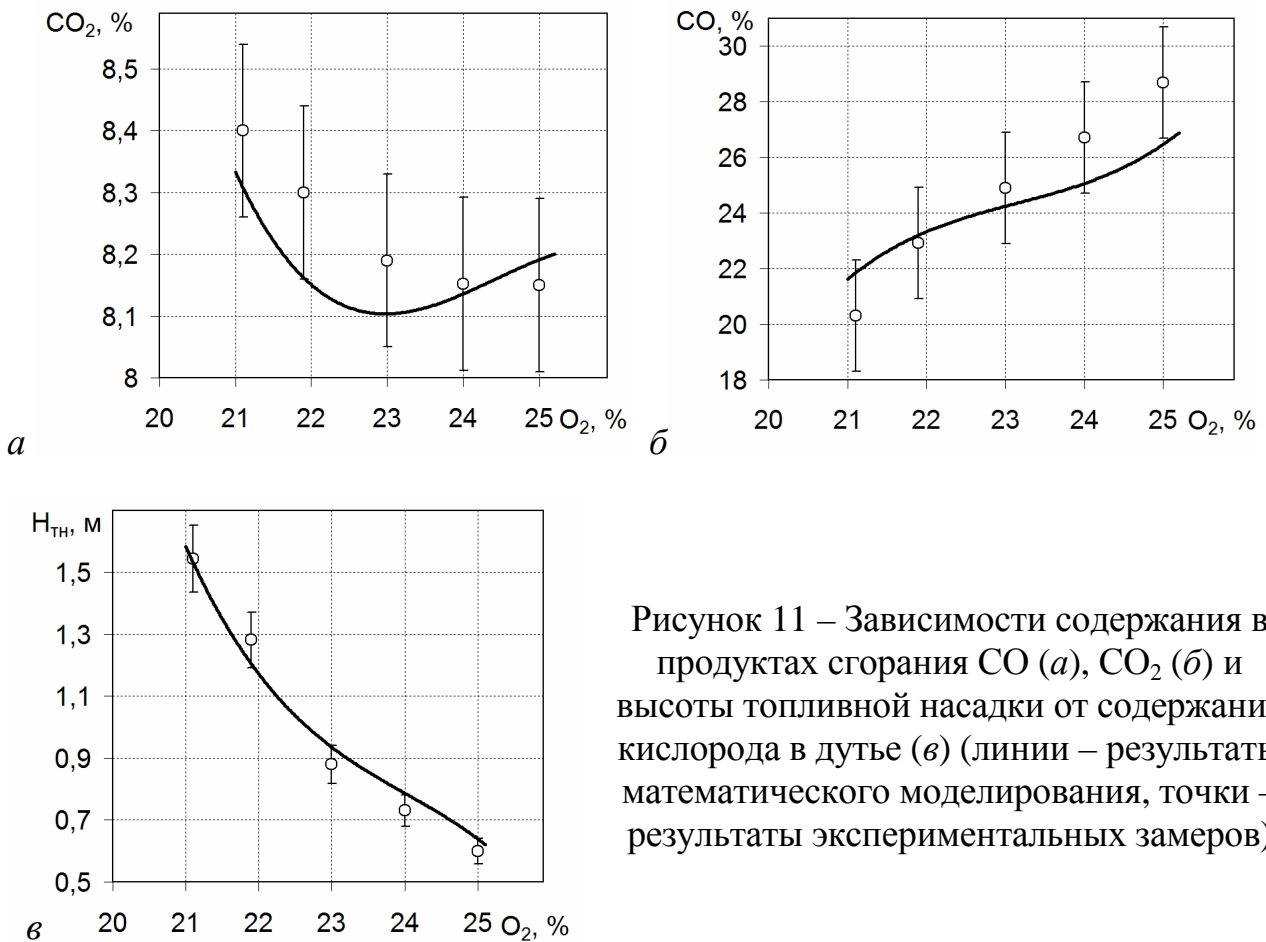 CO₂, %
8,5
8,4
8,3
8,2
8,1
8
20 21 22 23 24 25 O₂, %
а
CO, %
30
28
26
24
22
20
18
20 21 22 23 24 25 O₂, %
б
Hтн, м
1,5
1,3
1,1
0,9
0,7
0,5
20 21 22 23 24 25 O₂, %
в
Рисунок 11 – Зависимости содержания в
продуктах сгорания CO (а), CO₂ (б) и
высоты топливной насадки от содержани
кислорода в дутье (в) (линии – результат
математического моделирования, точки –
результаты экспериментальных замеров)